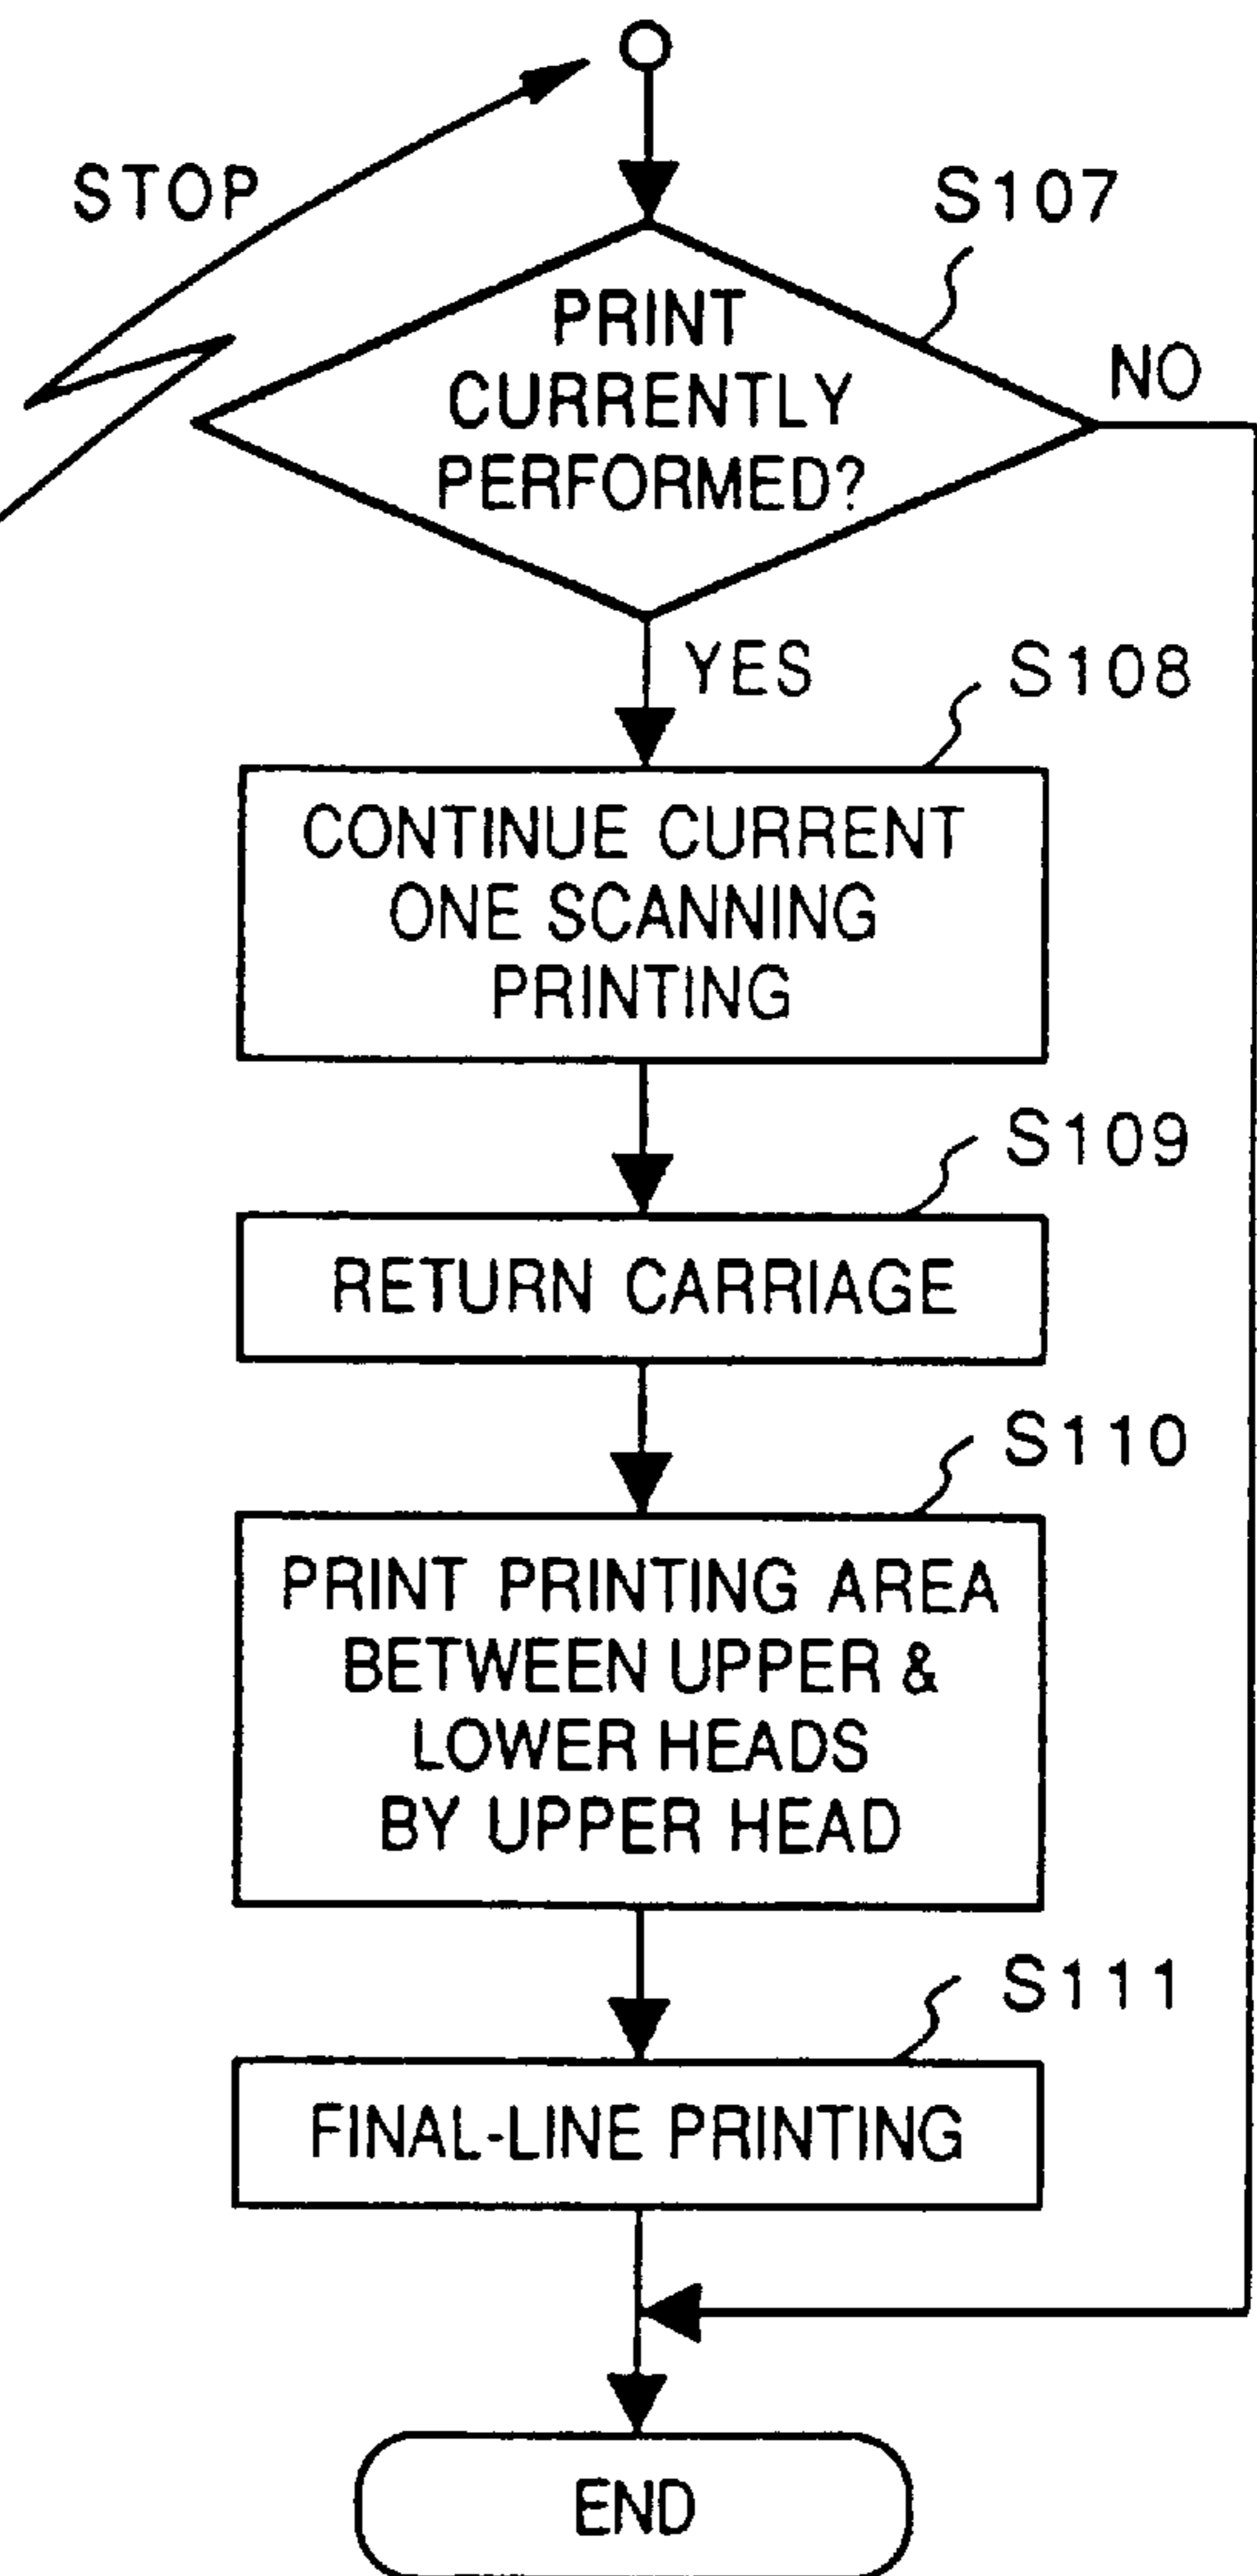 STOP
S107
PRINT
CURRENTLY
PERFORMED?
NO
YES
S108
CONTINUE CURRENT
ONE SCANNING
PRINTING
S109
RETURN CARRIAGE
S110
PRINT PRINTING AREA
BETWEEN UPPER &
LOWER HEADS
BY UPPER HEAD
S111
FINAL-LINE PRINTING
END